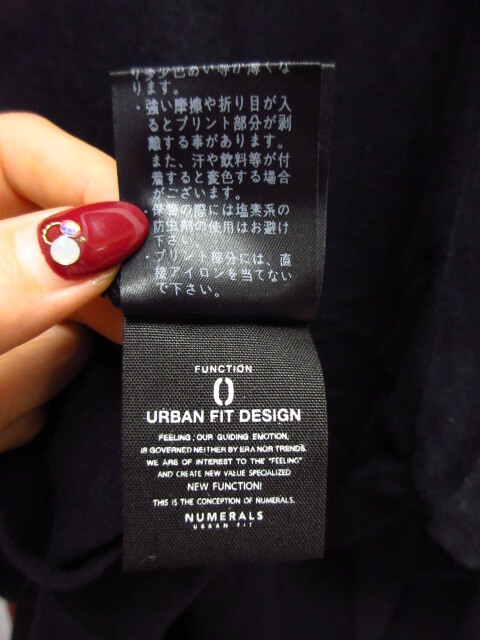 り多少色あい等が薄くな
ります。
・強い摩擦や折り目が入
るとプリント部分が剥
離する事があります。
また、汗や飲料等が付
着すると変色する場合
がございます。
・保管の際には塩素系の
防虫剤の使用はお避け
下さい。
・プリント部分には、直
接アイロンを当てない
で下さい。
FUNCTION
0
URBAN FIT DESIGN
FEELING, OUR GUIDING EMOTION,
IS GOVERNED NEITHER BY ERA NOR TRENDS.
WE ARE OF INTEREST TO THE "FEELING"
AND CREATE NEW VALUE SPECIALIZED
NEW FUNCTION!
THIS IS THE CONCEPTION OF NUMERALS.
NUMERALS
URBAN FIT